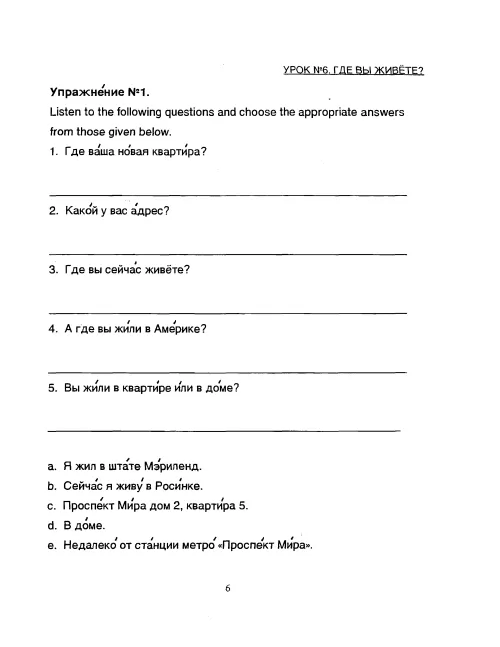 УРОК №6. ГДЕ ВЫ ЖИВЁТЕ?
Упражне́ние №1.
Listen to the following questions and choose the appropriate answers
from those given below.
1. Где ва́ша но́вая кварти́ра?
2. Како́й у вас а́дрес?
3. Где вы сейча́с живёте?
4. А где вы жи́ли в Аме́рике?
5. Вы жи́ли в кварти́ре и́ли в до́ме?
a. Я жил в шта́те Мэ́риленд.
b. Сейча́с я живу́ в Роси́нке.
c. Проспе́кт Ми́ра дом 2, кварти́ра 5.
d. В до́ме.
e. Недалеко́ от ста́нции метро́ «Проспе́кт Ми́ра».
6